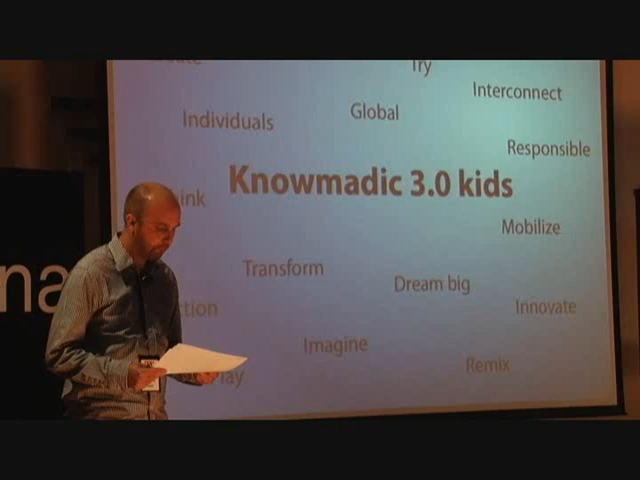 Try
Interconnect
Global
Individuals
Responsible
Knowmadic 3.0 kids
Mobilize
Transform
Dream big
Innovate
Imagine
Remix